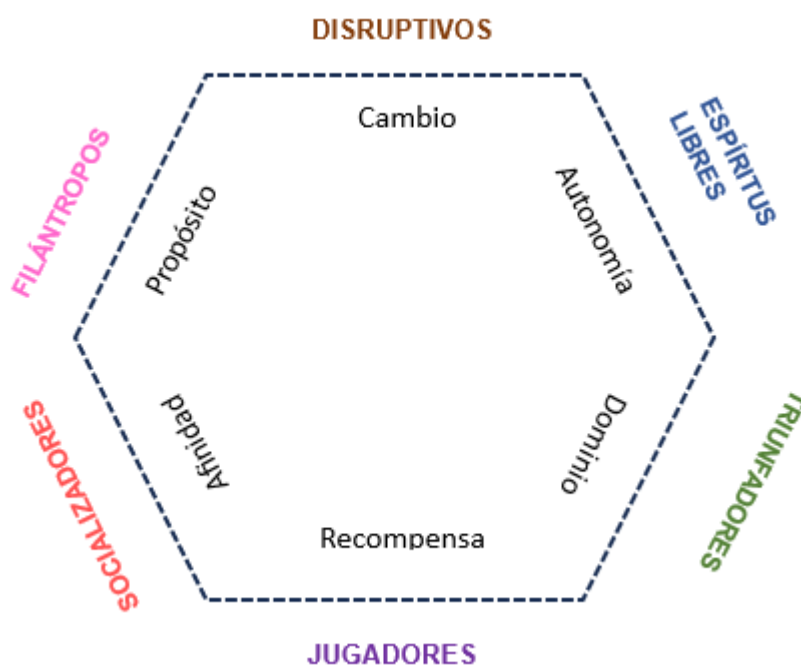 DISRUPTIVOS
Cambio
ESPÍRITUS
LIBRES
FILÁNTROPOS
Propósito
Autonomía
SOCIALIZADORES
Afinidad
Dominio
TRIUNFADORES
Recompensa
JUGADORES